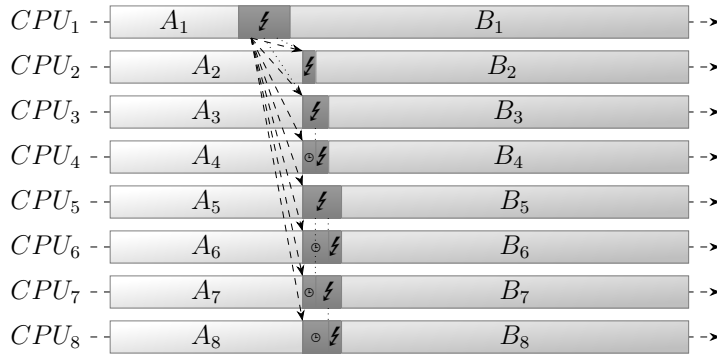 CPU₁ A₁ B₁
CPU₂ A₂ B₂
CPU₃ A₃ B₃
CPU₄ A₄ B₄
CPU₅ A₅ B₅
CPU₆ A₆ B₆
CPU₇ A₇ B₇
CPU₈ A₈ B₈